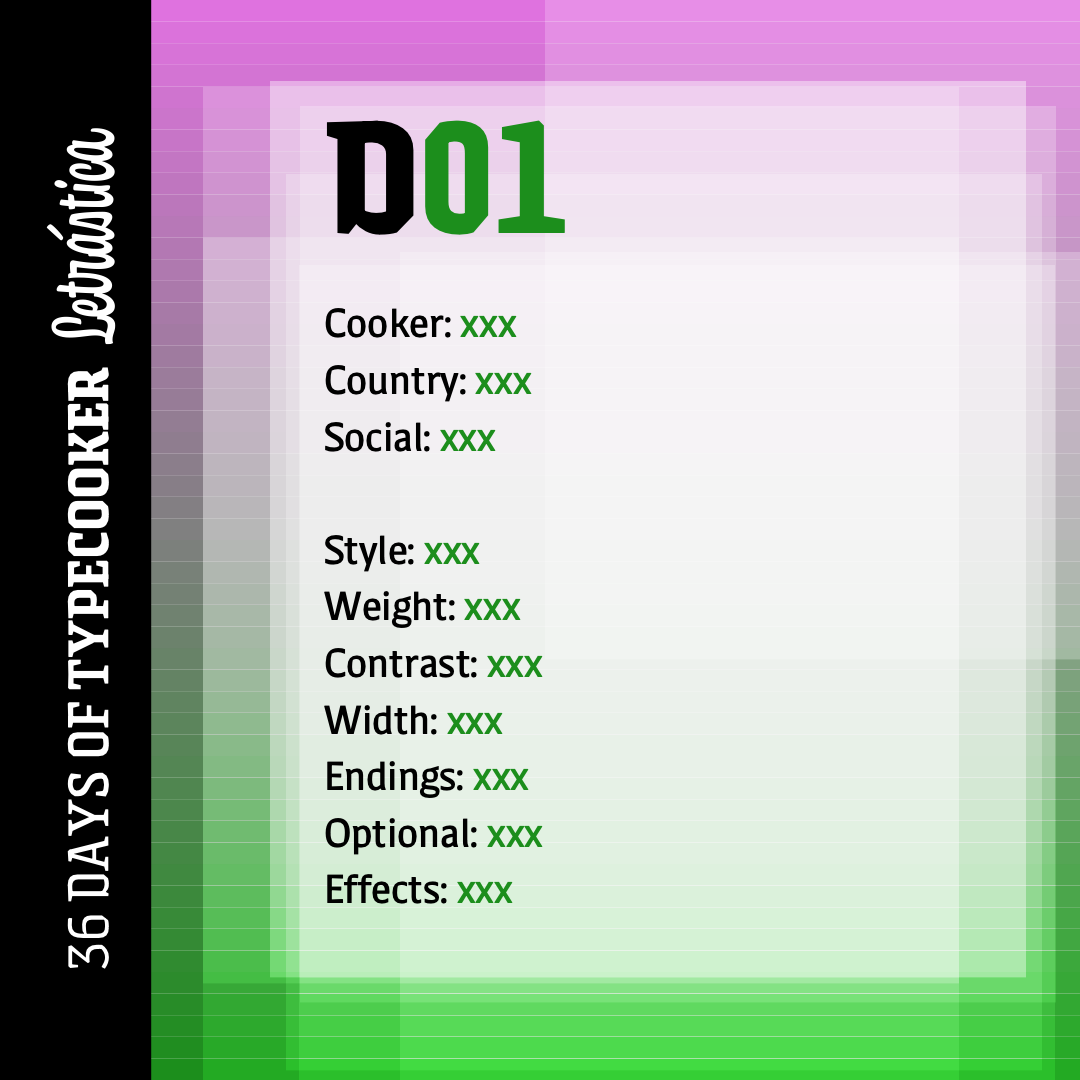 36 DAYS OF TYPECOOKER Letrástica
D01
Cooker: xxx
Country: xxx
Social: xxx
Style: xxx
Weight: xxx
Contrast: xxx
Width: xxx
Endings: xxx
Optional: xxx
Effects: xxx